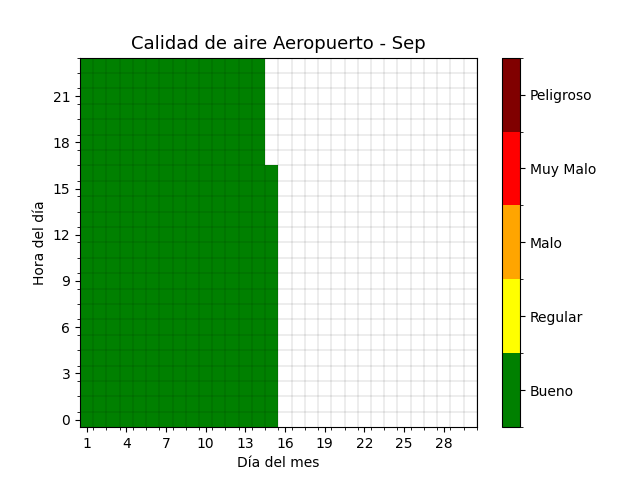 Calidad de aire Aeropuerto - Sep
Hora del día
21
18
15
12
9
6
3
0
1 4 7 10 13 16 19 22 25 28
Día del mes
Peligroso
Muy Malo
Malo
Regular
Bueno